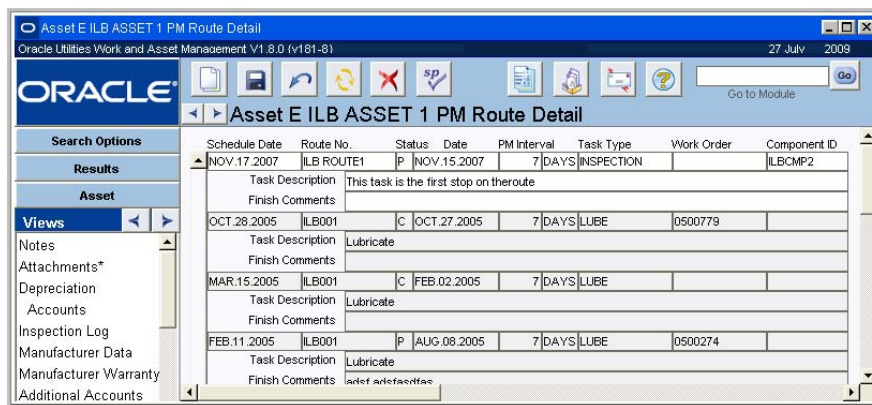 Asset E ILB ASSET 1 PM Route Detail
Oracle Utilities Work and Asset Management V1.8.0 (v181-8) 27 July 2009
ORACLE
sp
Go
Go to Module
Asset E ILB ASSET 1 PM Route Detail
Search Options
Results
Asset
Views
Notes
Attachments*
Depreciation
Accounts
Inspection Log
Manufacturer Data
Manufacturer Warranty
Additional Accounts
Schedule Date Route No. Status Date PM Interval Task Type Work Order Component ID
NOV.17.2007 ILB ROUTE1 P NOV.15.2007 7 DAYS INSPECTION ILBCMP2
Task Description This task is the first stop on theroute
Finish Comments
OCT.28.2005 ILB001 C OCT.27.2005 7 DAYS LUBE 0500779
Task Description Lubricate
Finish Comments
MAR.15.2005 ILB001 C FEB.02.2005 7 DAYS LUBE
Task Description Lubricate
Finish Comments
FEB.11.2005 ILB001 P AUG.08.2005 7 DAYS LUBE 0500274
Task Description Lubricate
Finish Comments adsf adsfasdfas